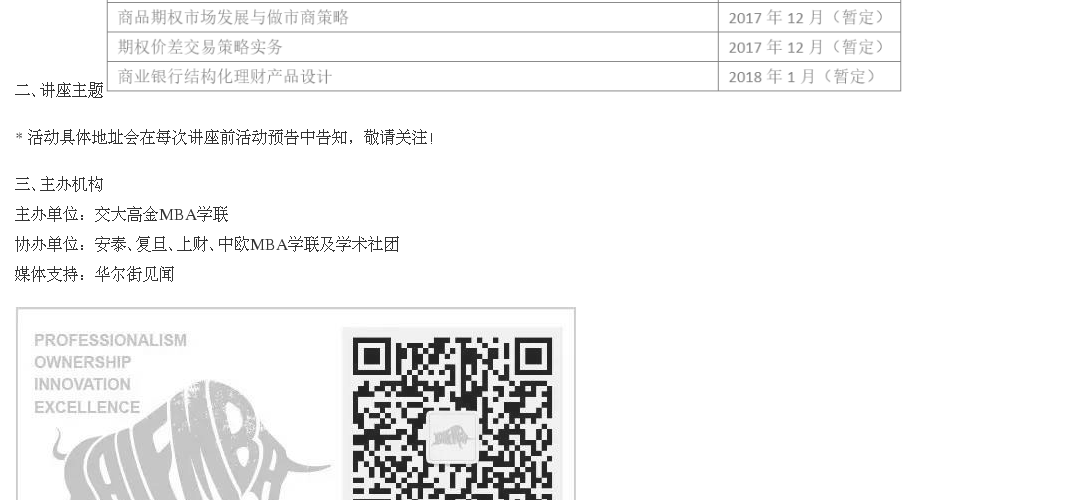 商品期权市场发展与做市商策略 2017 年 12 月（暂定）
期权价差交易策略实务 2017 年 12 月（暂定）
商业银行结构化理财产品设计 2018 年 1 月（暂定）
二、讲座主题
* 活动具体地址会在每次讲座前活动预告中告知，敬请关注!
三、主办机构
主办单位：交大高金MBA学联
协办单位：安泰、复旦、上财、中欧MBA学联及学术社团
媒体支持：华尔街见闻
PROFESSIONALISM
OWNERSHIP
INNOVATION
EXCELLENCE
SAIFMBA